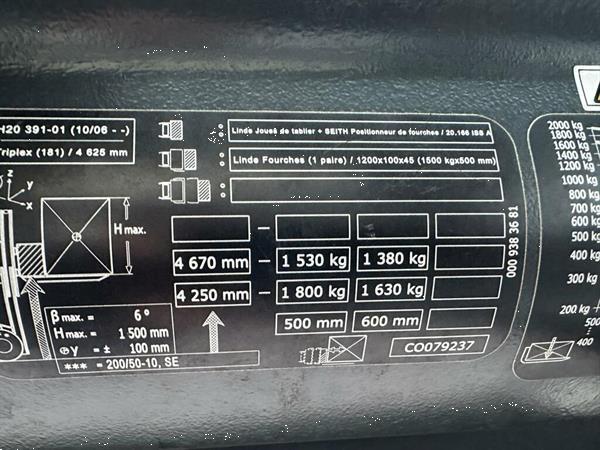 H20 391-01 (10/06 - -)
Triplex (181) / 4 625 mm
: Linde Joues de tablier + SEITH Positionneur de fourches / 20.166 ISS A
: Linde Fourches (1 paire) / 1200x100x45 (1500 kgx500 mm)
:
z
y
x
H max.
4 670 mm – 1 530 kg 1 380 kg
4 250 mm – 1 800 kg 1 630 kg
500 mm 600 mm
β max. = 6°
H max. = 1 500 mm
y = ± 100 mm
*** = 200/50-10, SE
CO079237
000 938 36 81
2000 kg
1800 kg
1600 kg
1400 kg
1200 kg
1000 kg
800 kg
700 kg
600 kg
500 kg
400 kg
300 kg
200 kg
500
400